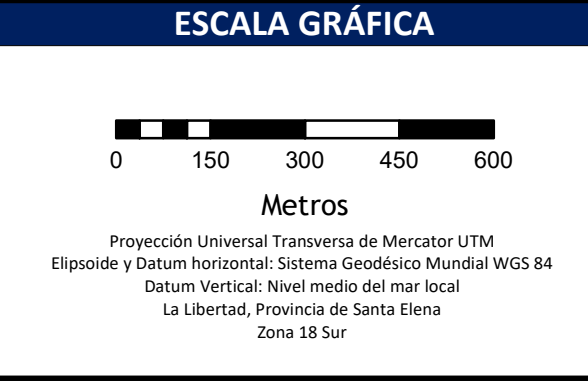 ESCALA GRÁFICA
0 150 300 450 600
Metros
Proyección Universal Transversa de Mercator UTM
Elipsoide y Datum horizontal: Sistema Geodésico Mundial WGS 84
Datum Vertical: Nivel medio del mar local
La Libertad, Provincia de Santa Elena
Zona 18 Sur